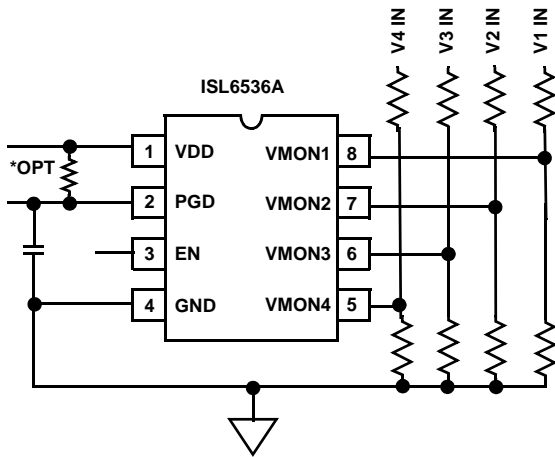 V4 IN
V3 IN
V2 IN
V1 IN
ISL6536A
*OPT
1 VDD
VMON1 8
2 PGD
VMON2 7
3 EN
VMON3 6
4 GND
VMON4 5